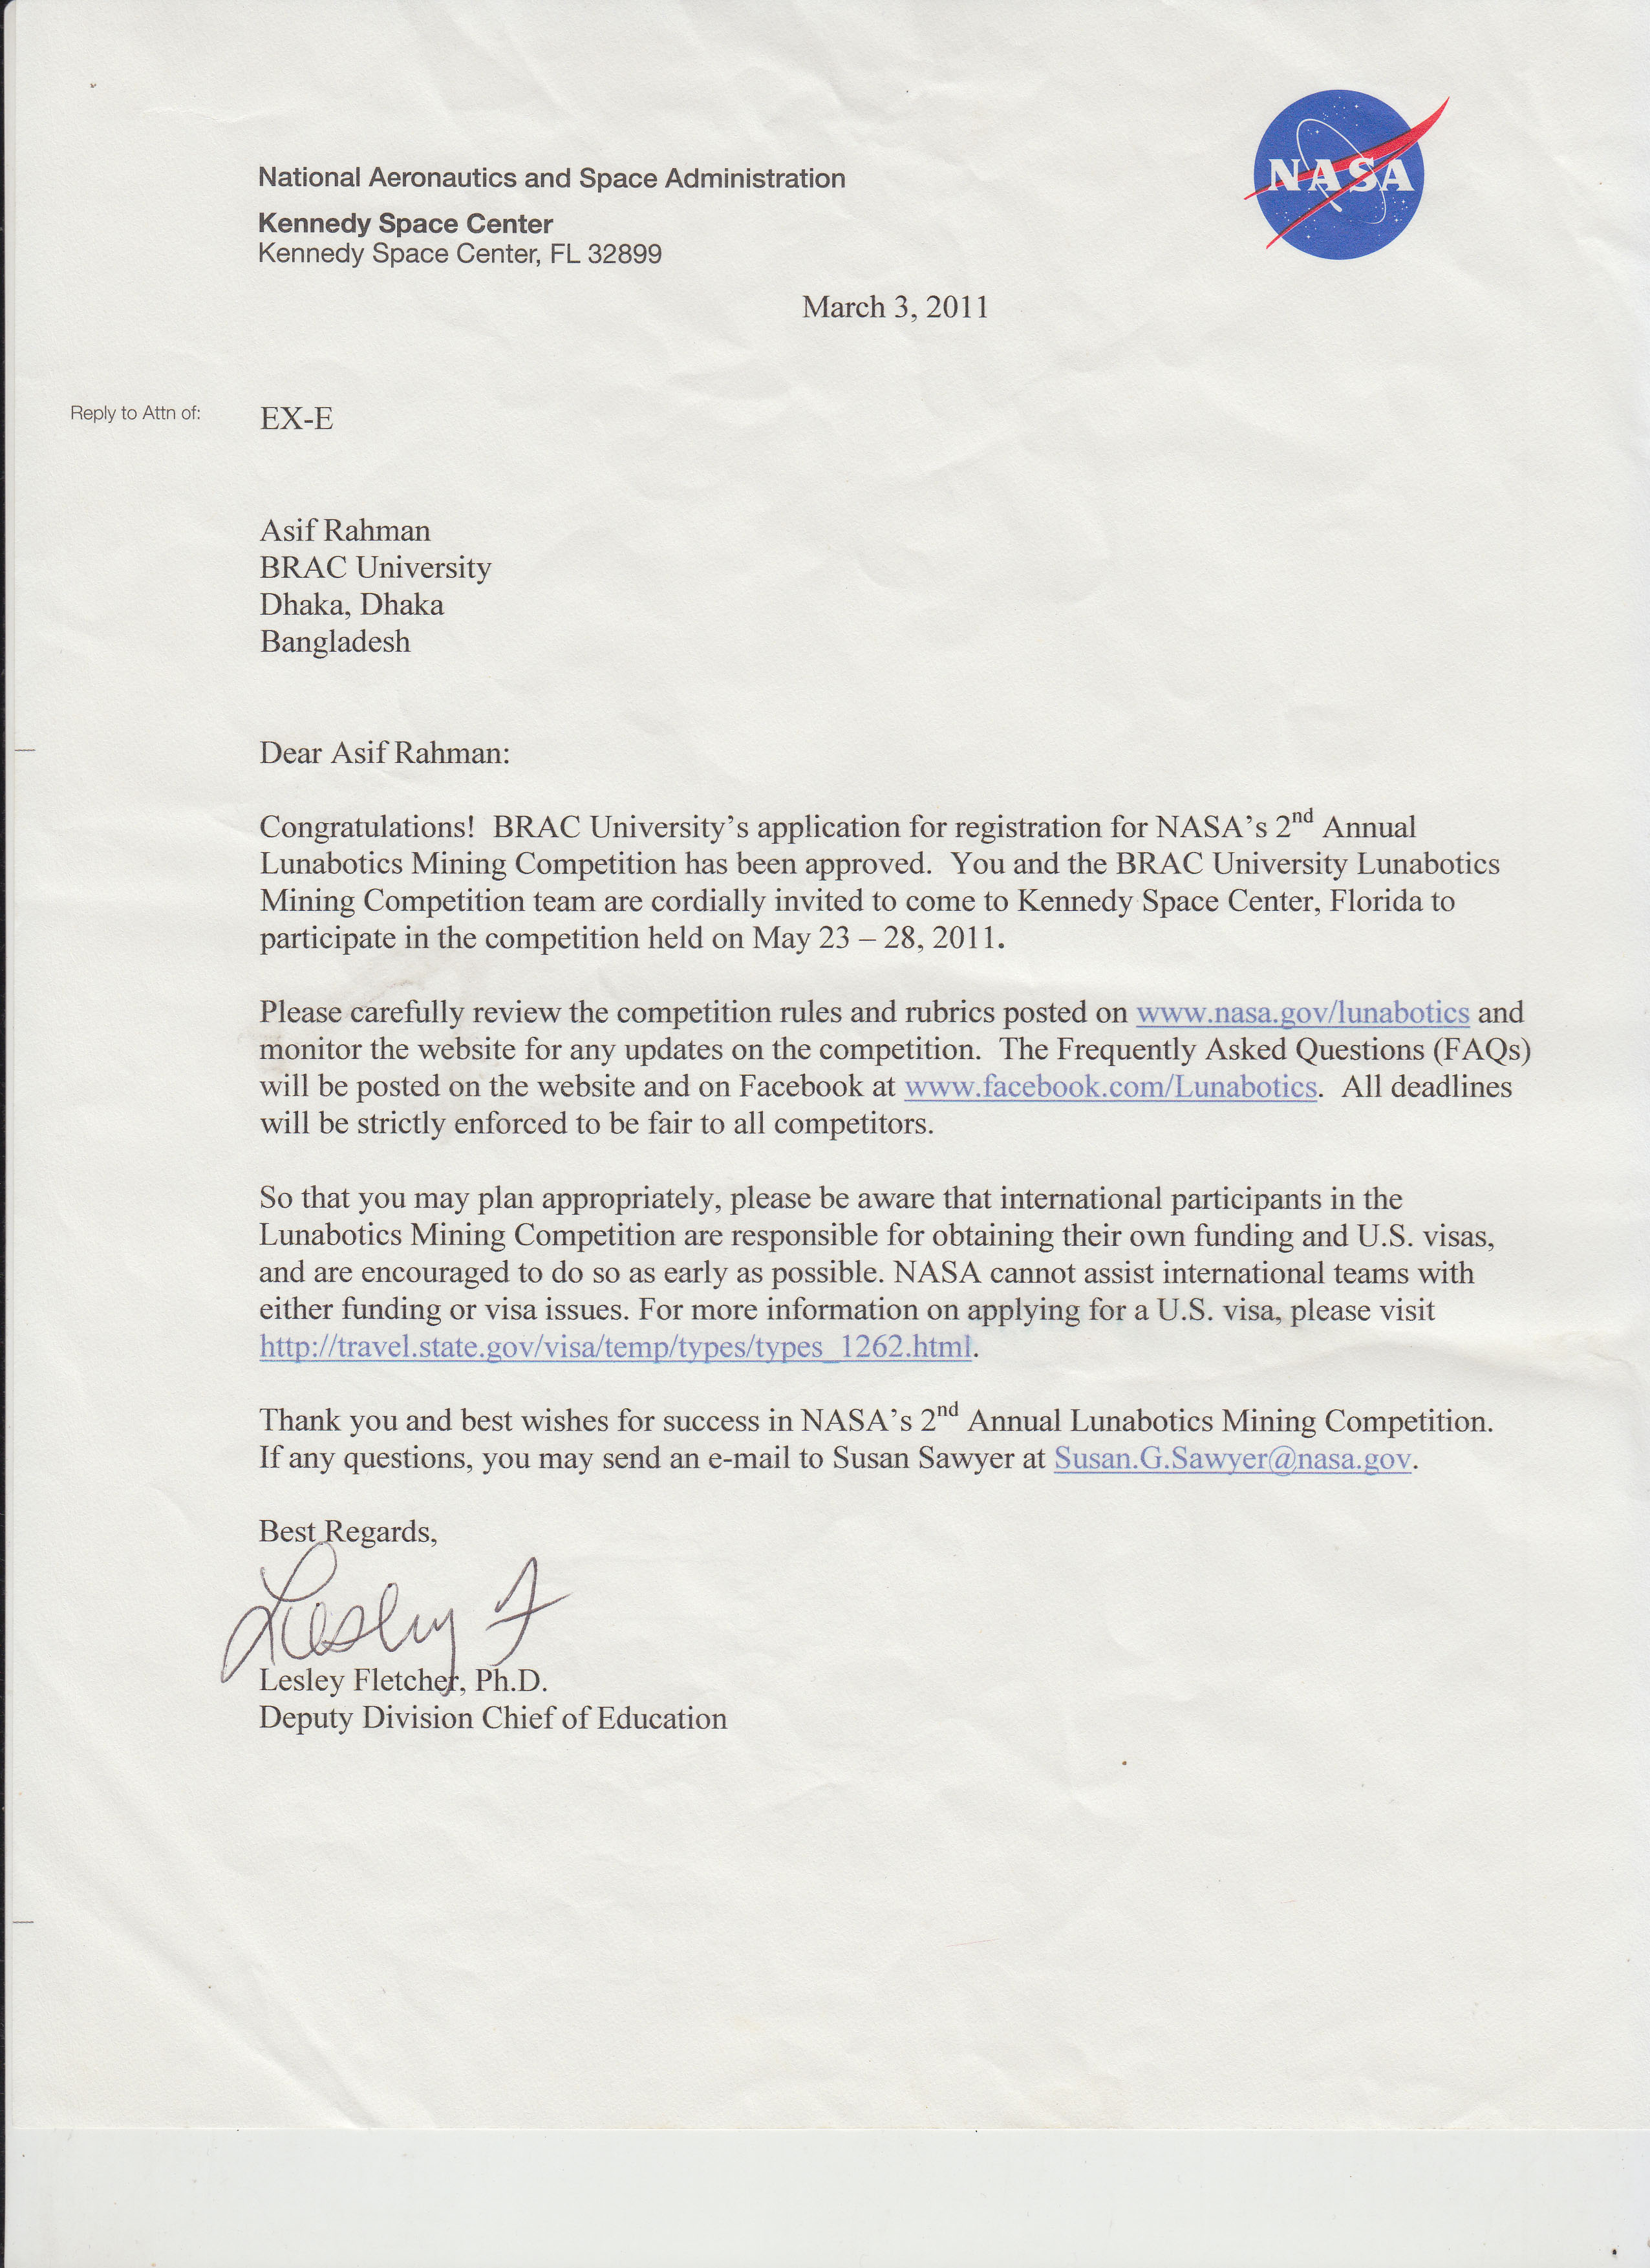 NASA
National Aeronautics and Space Administration
Kennedy Space Center
Kennedy Space Center, FL 32899
March 3, 2011
Reply to Attn of: EX-E
Asif Rahman
BRAC University
Dhaka, Dhaka
Bangladesh
Dear Asif Rahman:
Congratulations!  BRAC University’s application for registration for NASA’s 2nd Annual
Lunabotics Mining Competition has been approved.  You and the BRAC University Lunabotics
Mining Competition team are cordially invited to come to Kennedy Space Center, Florida to
participate in the competition held on May 23 – 28, 2011.
Please carefully review the competition rules and rubrics posted on www.nasa.gov/lunabotics and
monitor the website for any updates on the competition.  The Frequently Asked Questions (FAQs)
will be posted on the website and on Facebook at www.facebook.com/Lunabotics.  All deadlines
will be strictly enforced to be fair to all competitors.
So that you may plan appropriately, please be aware that international participants in the
Lunabotics Mining Competition are responsible for obtaining their own funding and U.S. visas,
and are encouraged to do so as early as possible. NASA cannot assist international teams with
either funding or visa issues. For more information on applying for a U.S. visa, please visit
http://travel.state.gov/visa/temp/types/types_1262.html.
Thank you and best wishes for success in NASA’s 2nd Annual Lunabotics Mining Competition.
If any questions, you may send an e-mail to Susan Sawyer at Susan.G.Sawyer@nasa.gov.
Best Regards,
Lesley F
Lesley Fletcher, Ph.D.
Deputy Division Chief of Education